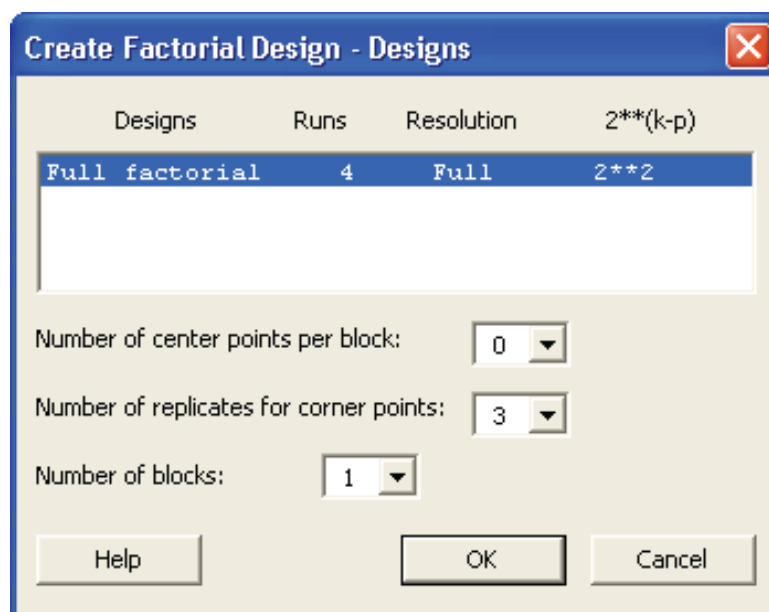 Create Factorial Design - Designs
Designs Runs Resolution 2**(k-p)
Full factorial 4 Full 2**2
Number of center points per block: 0
Number of replicates for corner points: 3
Number of blocks: 1
Help OK Cancel